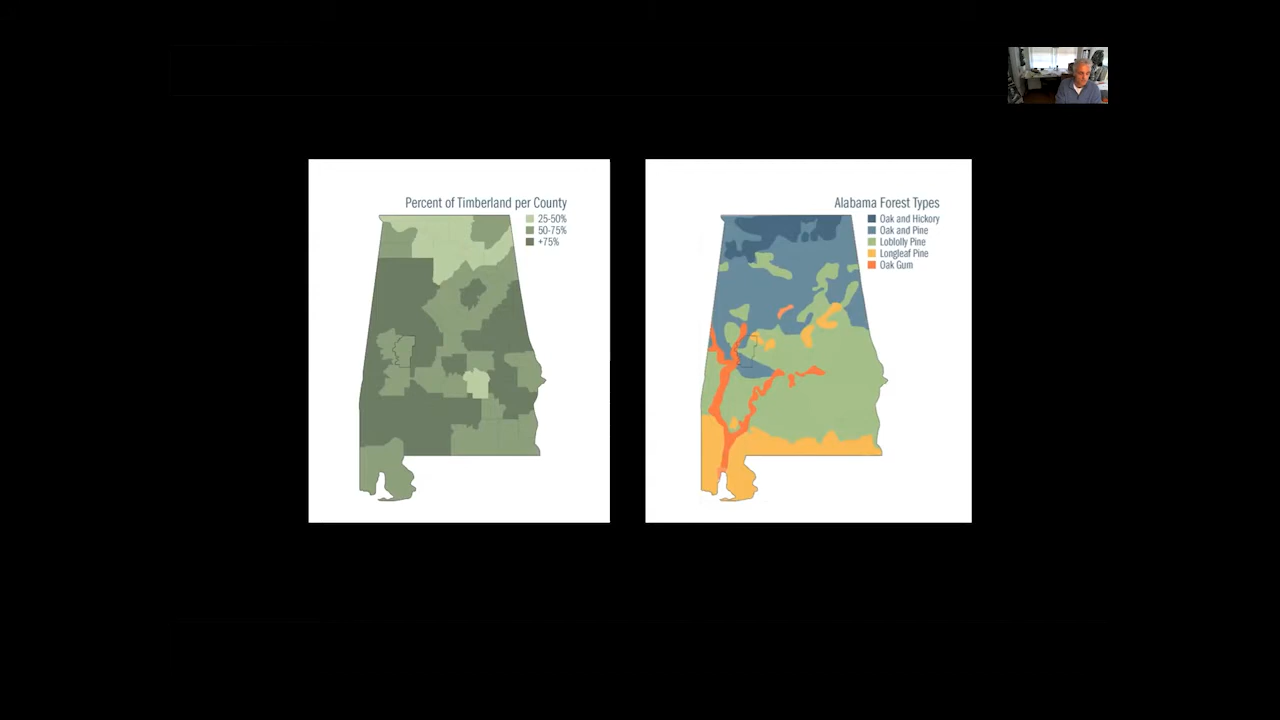 Percent of Timberland per County
25-50%
50-75%
+75%
Alabama Forest Types
Oak and Hickory
Oak and Pine
Loblolly Pine
Longleaf Pine
Oak Gum